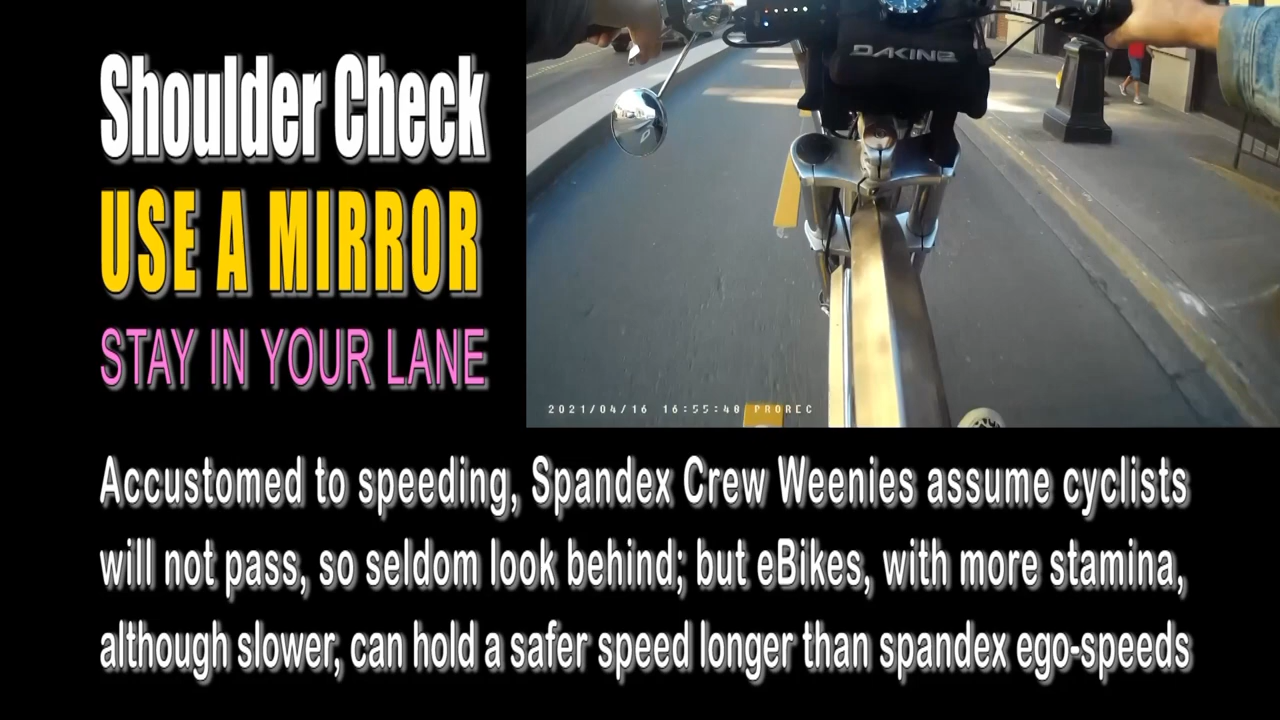 Shoulder Check
USE A MIRROR
STAY IN YOUR LANE
DAKINE
2021/04/16 16:55:48 PROREC
Accustomed to speeding, Spandex Crew Weenies assume cyclists
will not pass, so seldom look behind; but eBikes, with more stamina,
although slower, can hold a safer speed longer than spandex ego-speeds